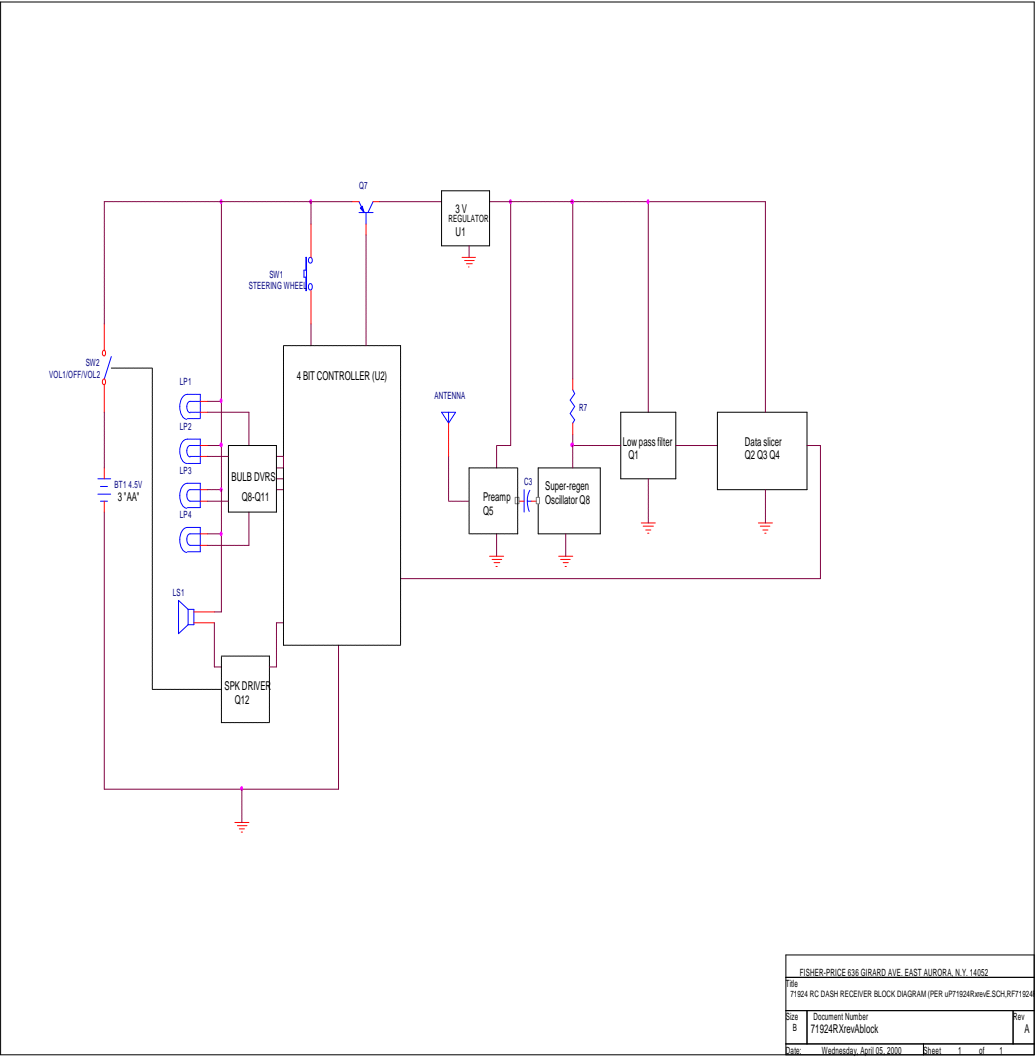 Q7
3 V
REGULATOR
U1
SW1
STEERING WHEEL
SW2
VOL1/OFF/VOL2
4 BIT CONTROLLER (U2)
LP1
ANTENNA
R7
LP2
Low pass filter
Q1
Data slicer
Q2 Q3 Q4
LP3
BULB DVRS
Q8-Q11
BT1 4.5V
3 "AA"
C3
Preamp
Q5
Super-regen
Oscillator Q8
LP4
LS1
SPK DRIVER
Q12
FISHER-PRICE 636 GIRARD AVE. EAST AURORA, N.Y. 14052
Title
71924 RC DASH RECEIVER BLOCK DIAGRAM (PER uP71924RxrevE.SCH,RF71924
Size
B
Document Number
71924RXrevAblock
Rev
A
Date: Wednesday, April 05, 2000 Sheet 1 of 1